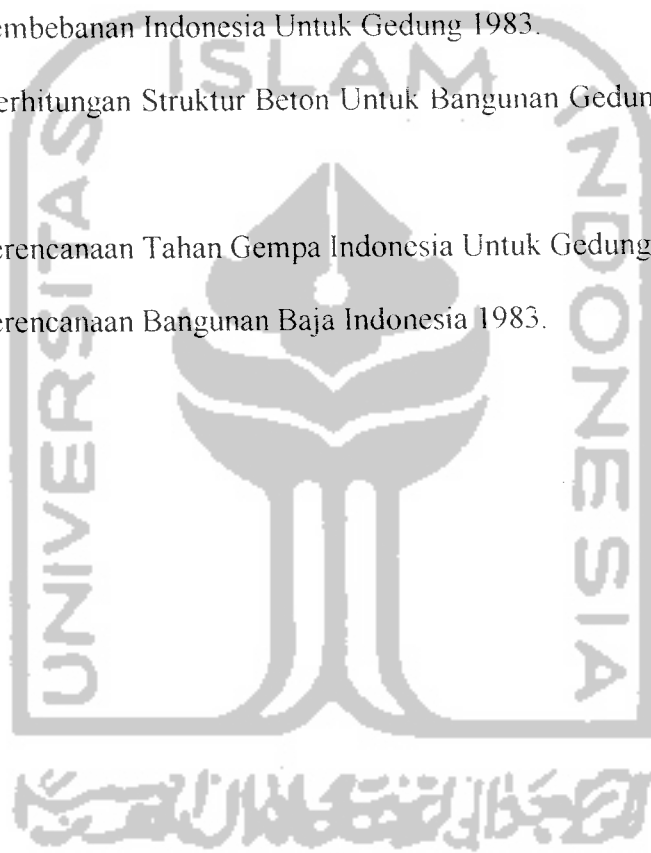 embebanan Indonesia Untuk Gedung 1983.
ISLAM
erhitungan Struktur Beton Untuk Bangunan Gedun
erencanaan Tahan Gempa Indonesia Untuk Gedung
erencanaan Bangunan Baja Indonesia 1983.
UNIVERSITAS
INDONESIA